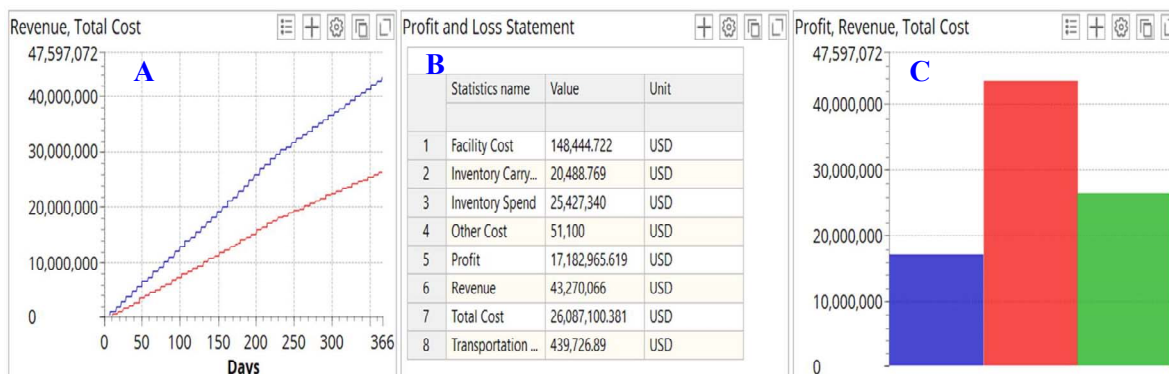 Revenue, Total Cost
47,597,072
A
40,000,000
30,000,000
20,000,000
10,000,000
0
0 50 100 150 200 250 300 366
Days
Profit and Loss Statement
B
Statistics name Value Unit
1 Facility Cost 148,444.722 USD
2 Inventory Carry... 20,488.769 USD
3 Inventory Spend 25,427,340 USD
4 Other Cost 51,100 USD
5 Profit 17,182,965.619 USD
6 Revenue 43,270,066 USD
7 Total Cost 26,087,100.381 USD
8 Transportation ... 439,726.89 USD
Profit, Revenue, Total Cost
47,597,072
C
40,000,000
30,000,000
20,000,000
10,000,000
0